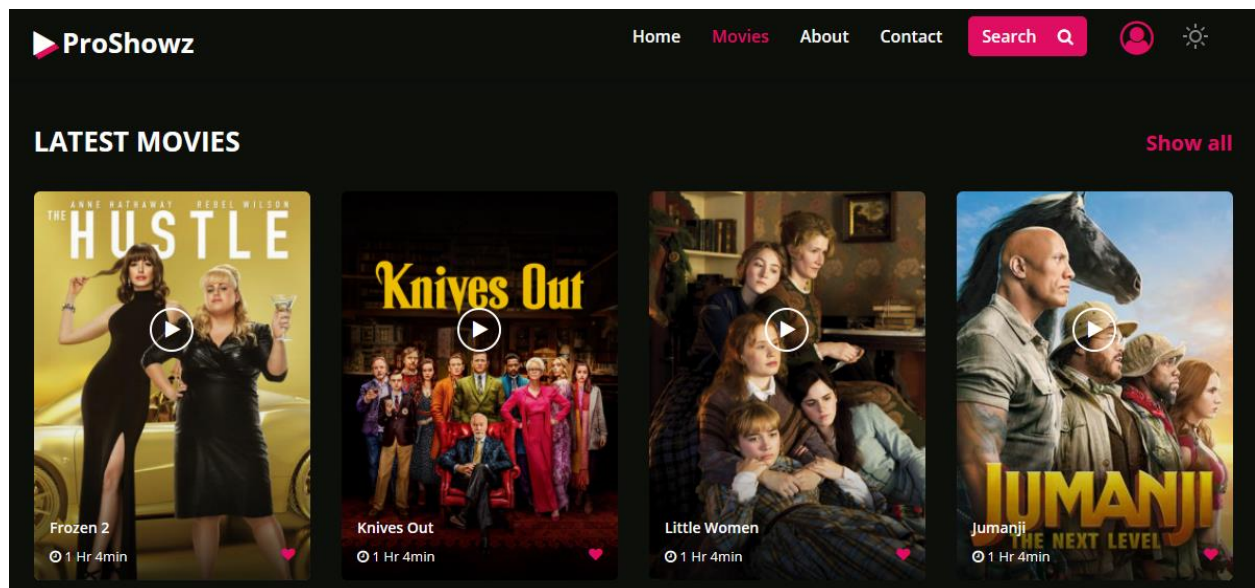 ProShowz
Home Movies About Contact Search
LATEST MOVIES
Show all
ANNE HATHAWAY REBEL WILSON
THE HUSTLE
Frozen 2
1 Hr 4min
Knives Out
Knives Out
1 Hr 4min
Little Women
1 Hr 4min
JUMANJI
Jumanji
THE NEXT LEVEL
1 Hr 4min